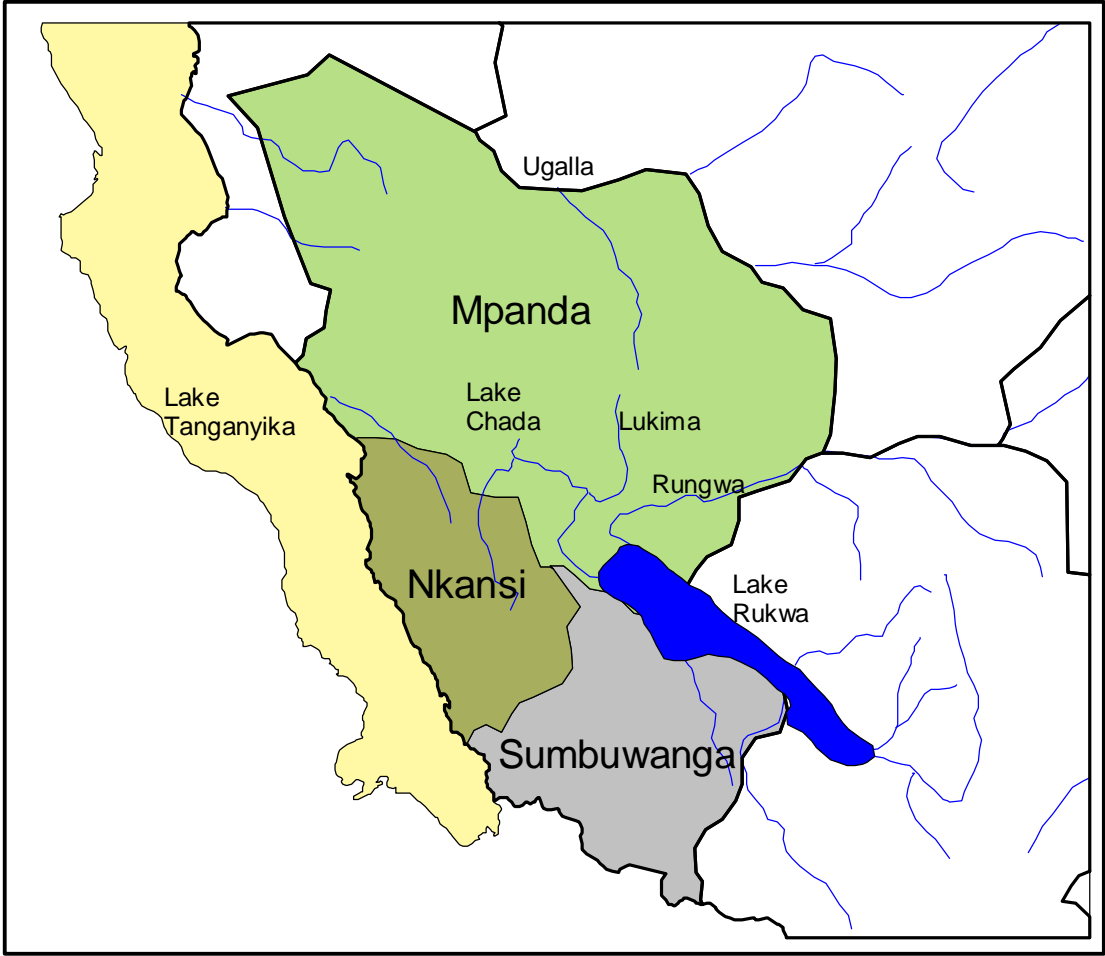 Ugalla
Mpanda
Lake
Tanganyika
Lake
Chada
Lukima
Rungwa
Nkansi
Lake
Rukwa
Sumbuwanga